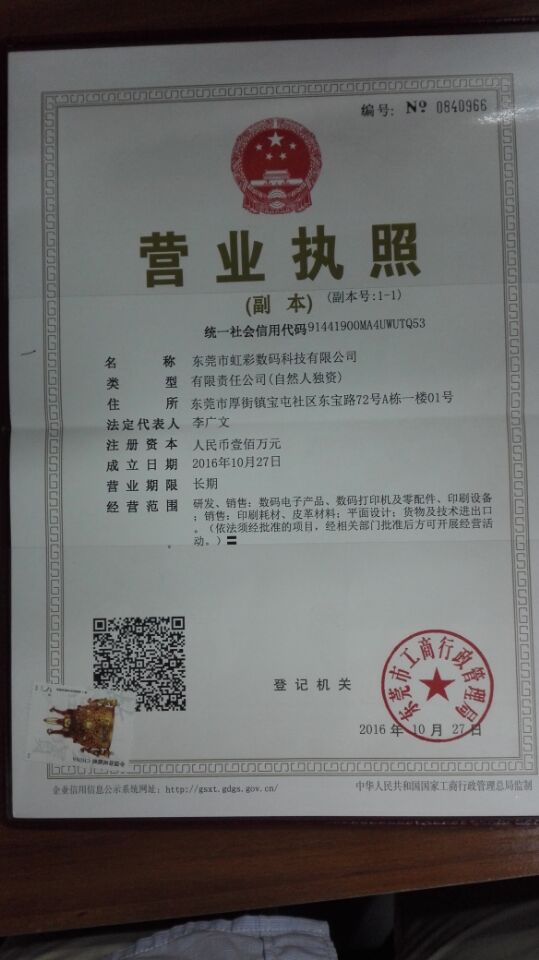 编号: №  0840966
营业执照
(副 本) (副本号:1-1)
统一社会信用代码91441900MA4UWUTQ53
名 称 东莞市虹彩数码科技有限公司
类 型 有限责任公司(自然人独资)
住 所 东莞市厚街镇宝屯社区东宝路72号A栋一楼01号
法定代表人 李广文
注册资本 人民币壹佰万元
成立日期 2016年10月27日
营业期限 长期
经营范围 研发、销售：数码电子产品、数码打印机及零配件、印刷设备
；销售：印刷耗材、皮革材料；平面设计；货物及技术进出口
。（依法须经批准的项目，经相关部门批准后方可开展经营活
动。）
东莞市工商行政管理局
登记机关
2016 年 10 月 27 日
中国邮政 CHINA
企业信用信息公示系统网址: http://gsxt.gdgs.gov.cn/
中华人民共和国国家工商行政管理总局监制